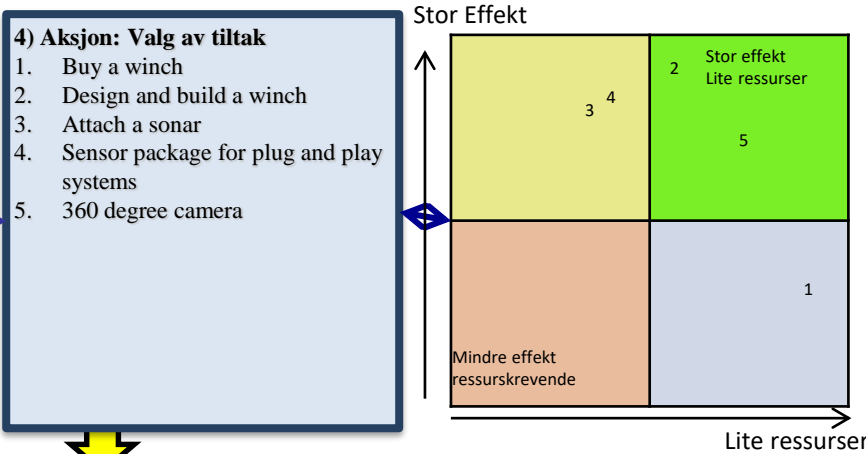 4) Aksjon: Valg av tiltak
1. Buy a winch
2. Design and build a winch
3. Attach a sonar
4. Sensor package for plug and play
systems
5. 360 degree camera
Stor Effekt
2
Stor effekt
Lite ressurser
3
4
5
1
Mindre effekt
ressurskrevende
Lite ressurser